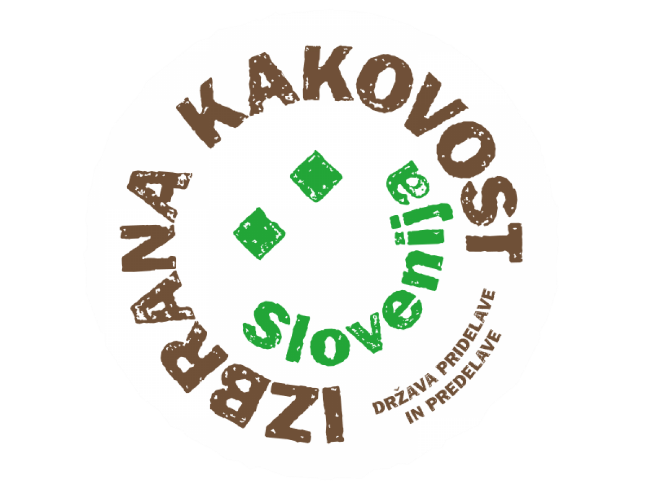 IZBRANA KAKOVOST
Slovenija
DRŽAVA PRIDELAVE
IN PREDELAVE